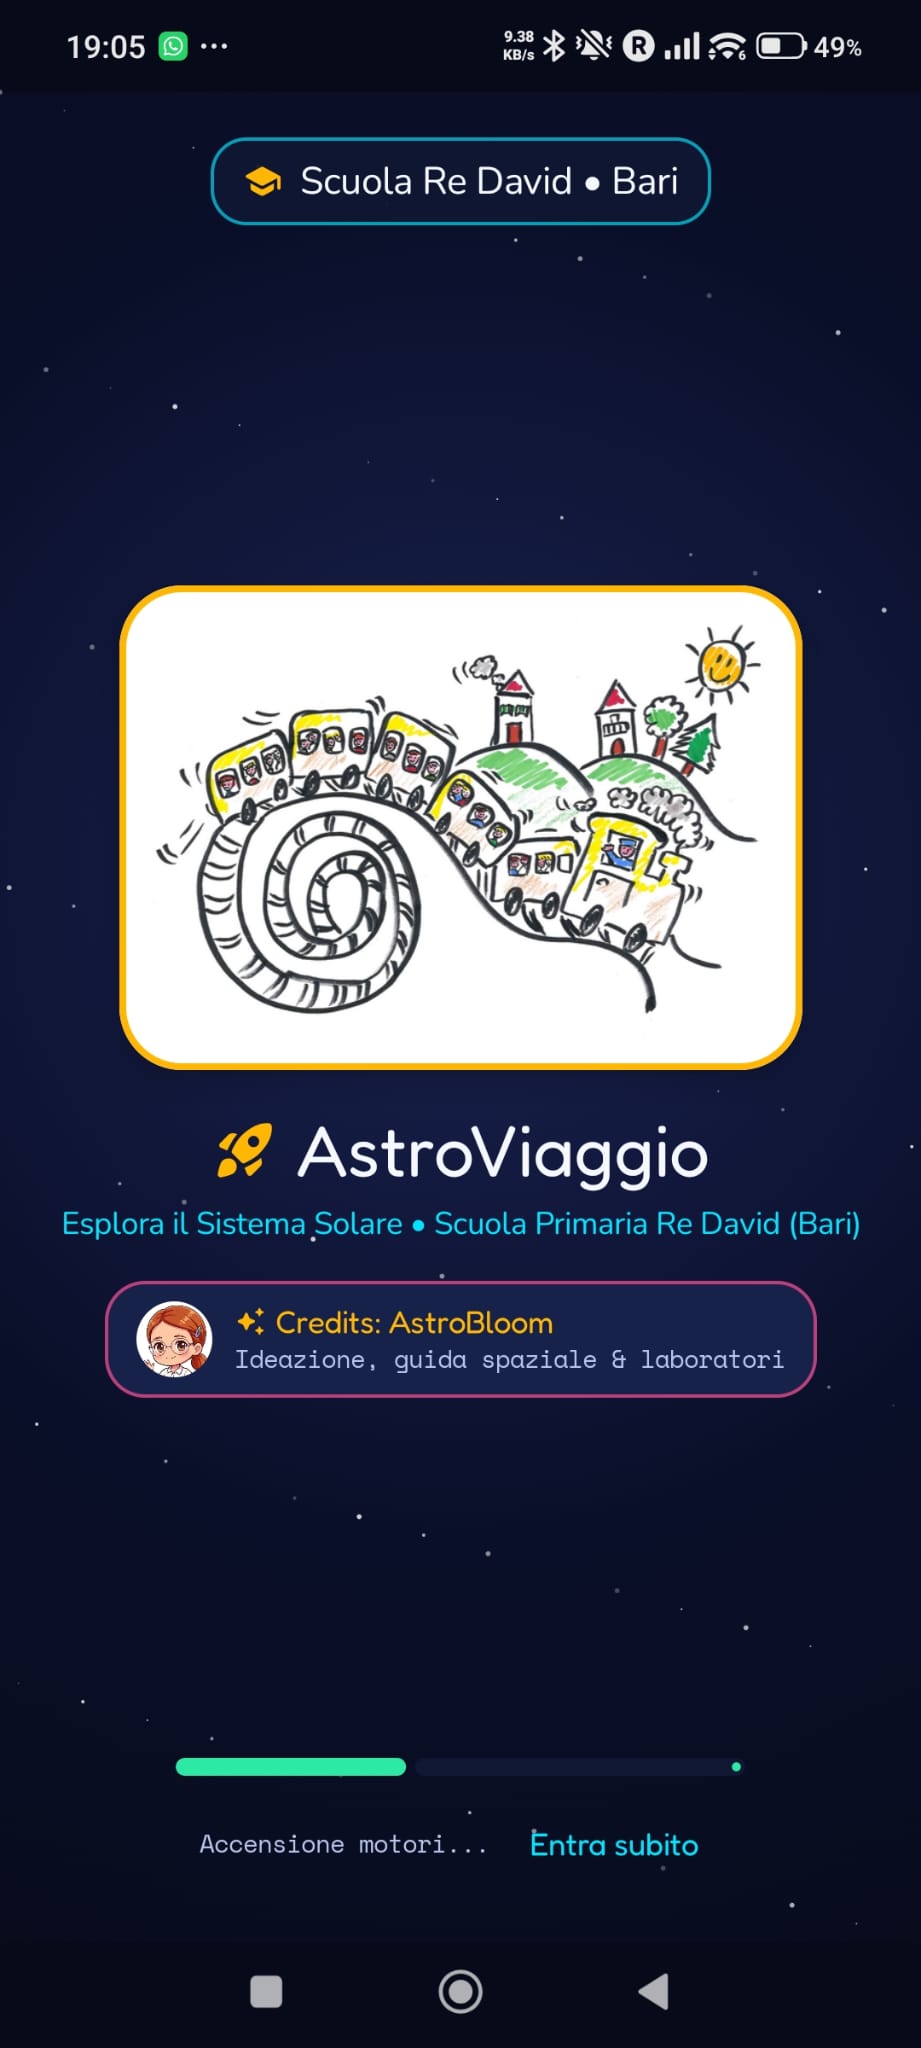 19:05
9.38
KB/s
R
6
49%
Scuola Re David • Bari
AstroViaggio
Esplora il Sistema Solare • Scuola Primaria Re David (Bari)
Credits: AstroBloom
Ideazione, guida spaziale & laboratori
Accensione motori...
Entra subito